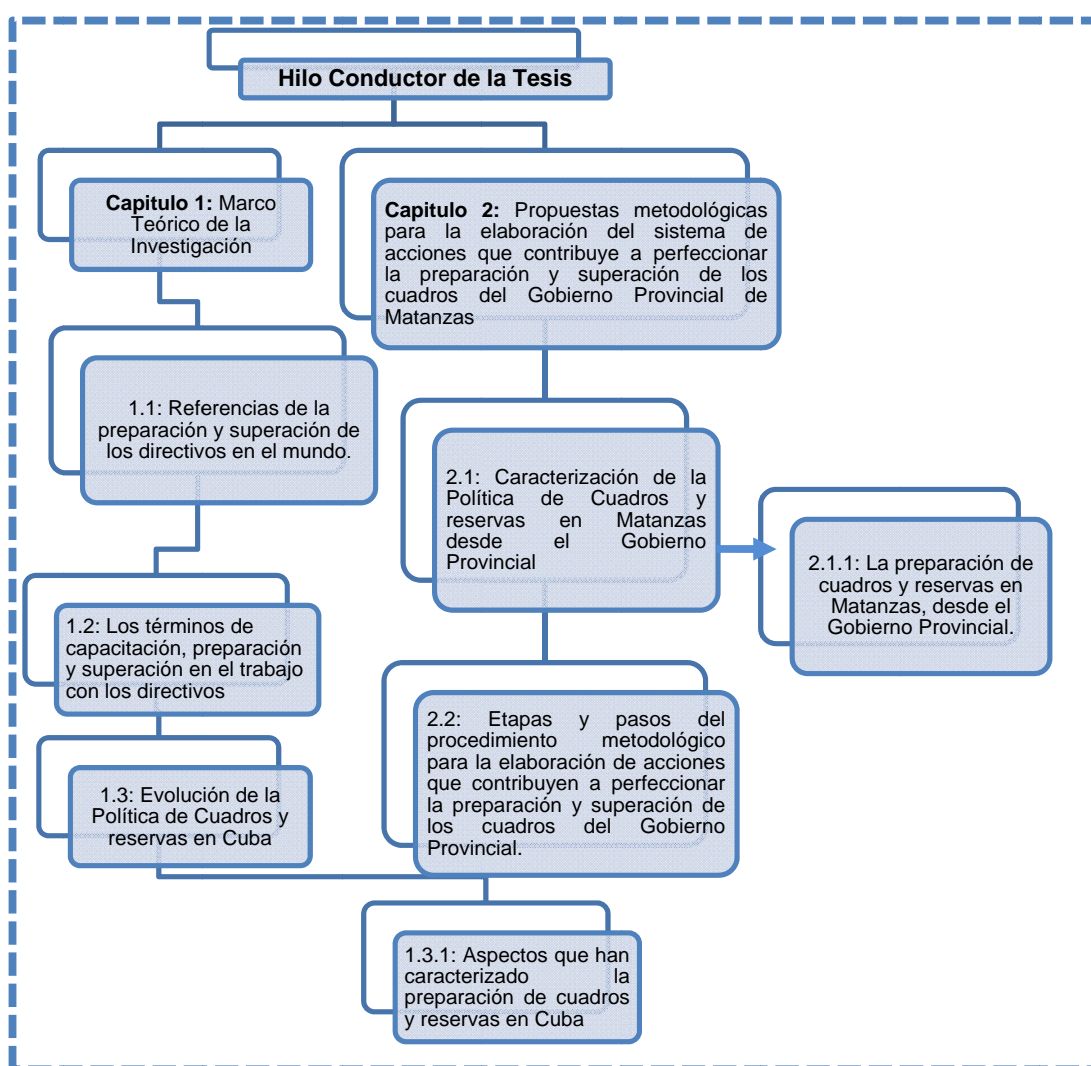 Hilo Conductor de la Tesis
Capitulo 1: Marco
Teórico de la
Investigación
1.1: Referencias de la
preparación y superación de
los directivos en el mundo.
1.2: Los términos de
capacitación, preparación
y superación en el trabajo
con los directivos
1.3: Evolución de la
Política de Cuadros y
reservas en Cuba
1.3.1: Aspectos que han
caracterizado la
preparación de cuadros
y reservas en Cuba
Capitulo 2: Propuestas metodológicas
para la elaboración del sistema de
acciones que contribuye a perfeccionar
la preparación y superación de los
cuadros del Gobierno Provincial de
Matanzas
2.1: Caracterización de la
Política de Cuadros y
reservas en Matanzas
desde el Gobierno
Provincial
2.1.1: La preparación de
cuadros y reservas en
Matanzas, desde el
Gobierno Provincial.
2.2: Etapas y pasos del
procedimiento metodológico
para la elaboración de acciones
que contribuyen a perfeccionar
la preparación y superación de
los cuadros del Gobierno
Provincial.